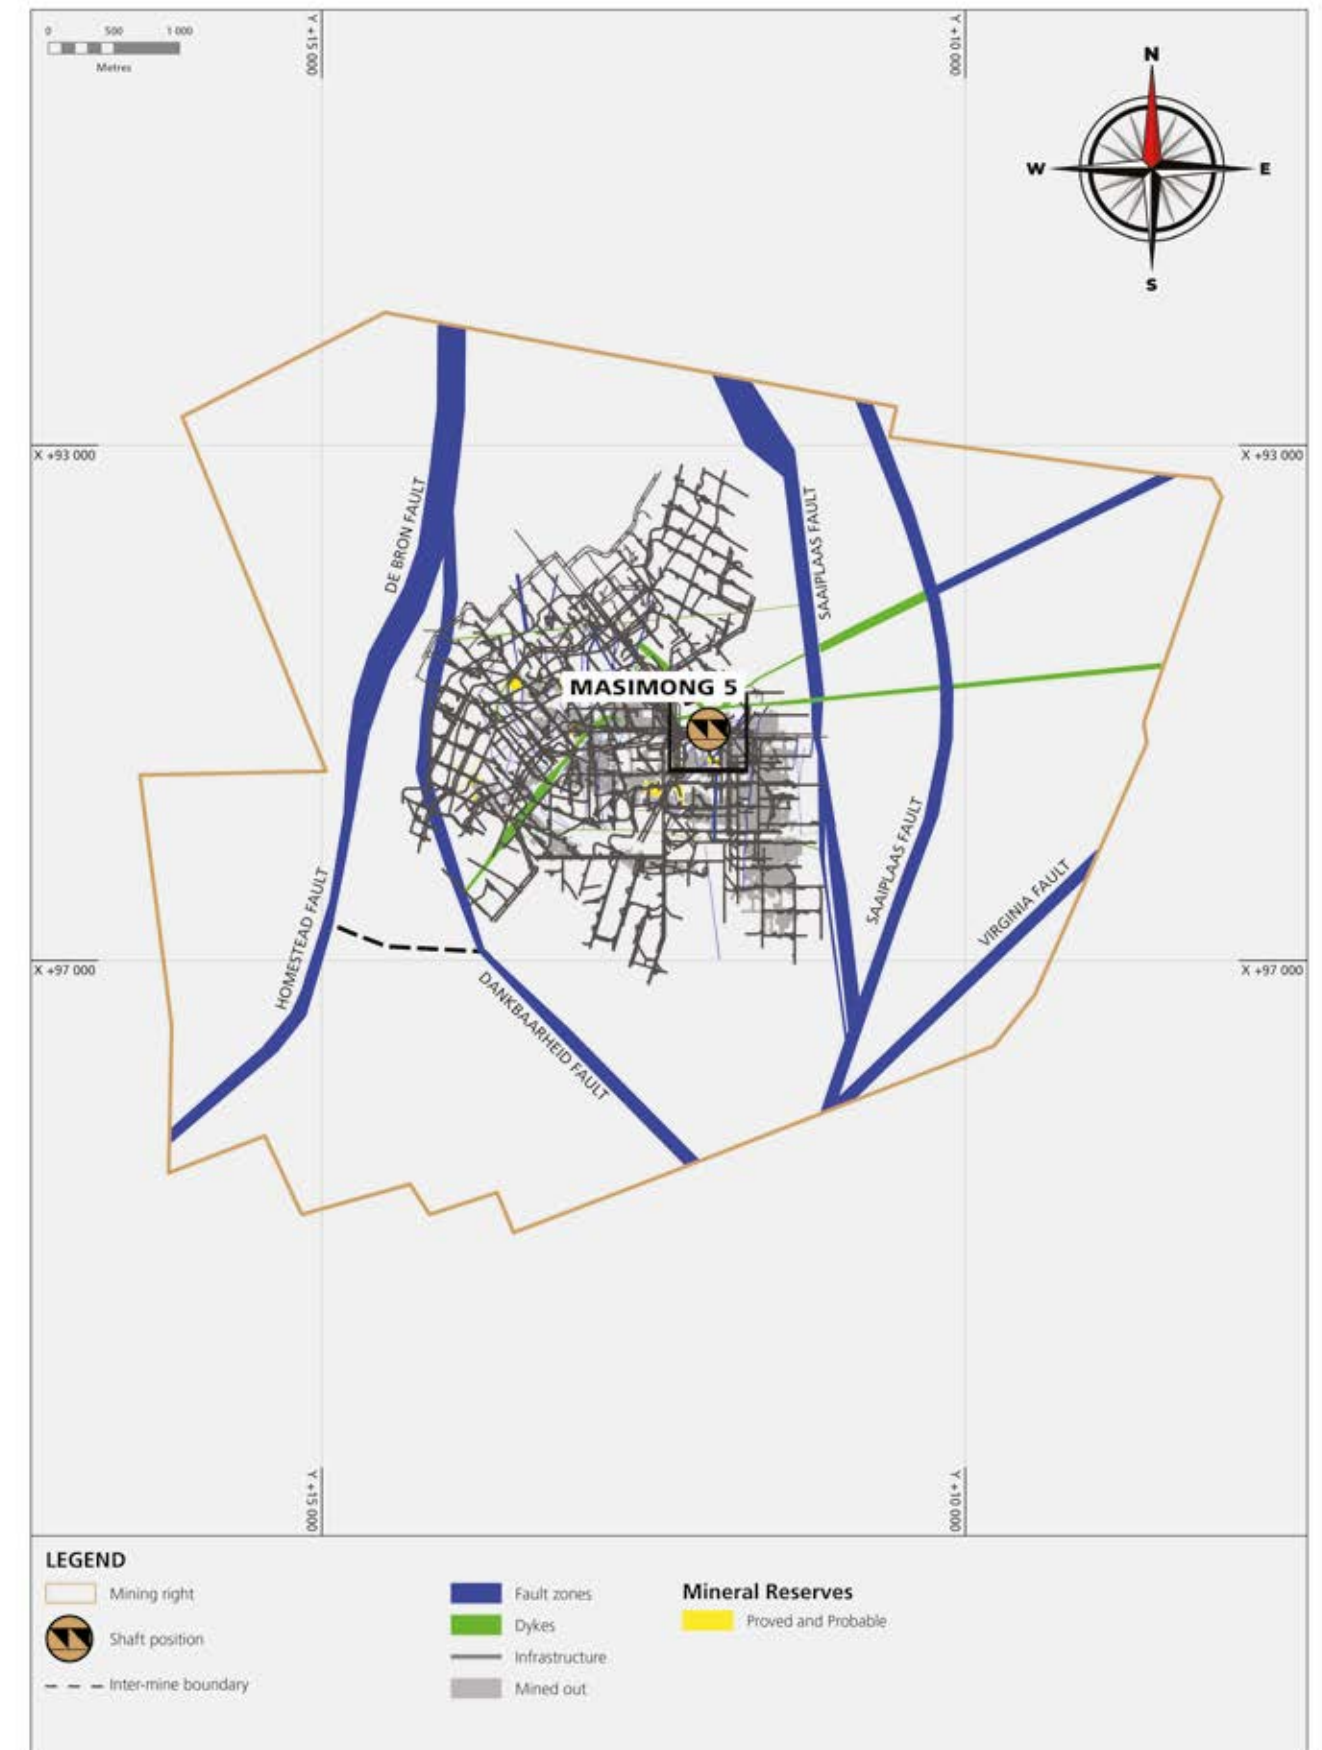 0 500 1 000
Metres
Y +15 000
Y +10 000
N
W E
S
X +93 000
X +93 000
DE BRON FAULT
SAAIPLAAS FAULT
MASIMONG 5
SAAIPLAAS FAULT
VIRGINIA FAULT
HOMESTEAD FAULT
X +97 000
X +97 000
DANKBAARHEID FAULT
Y +15 000
Y +10 000
LEGEND
Mining right
Shaft position
Inter-mine boundary
Fault zones
Dykes
Infrastructure
Mined out
Mineral Reserves
Proved and Probable